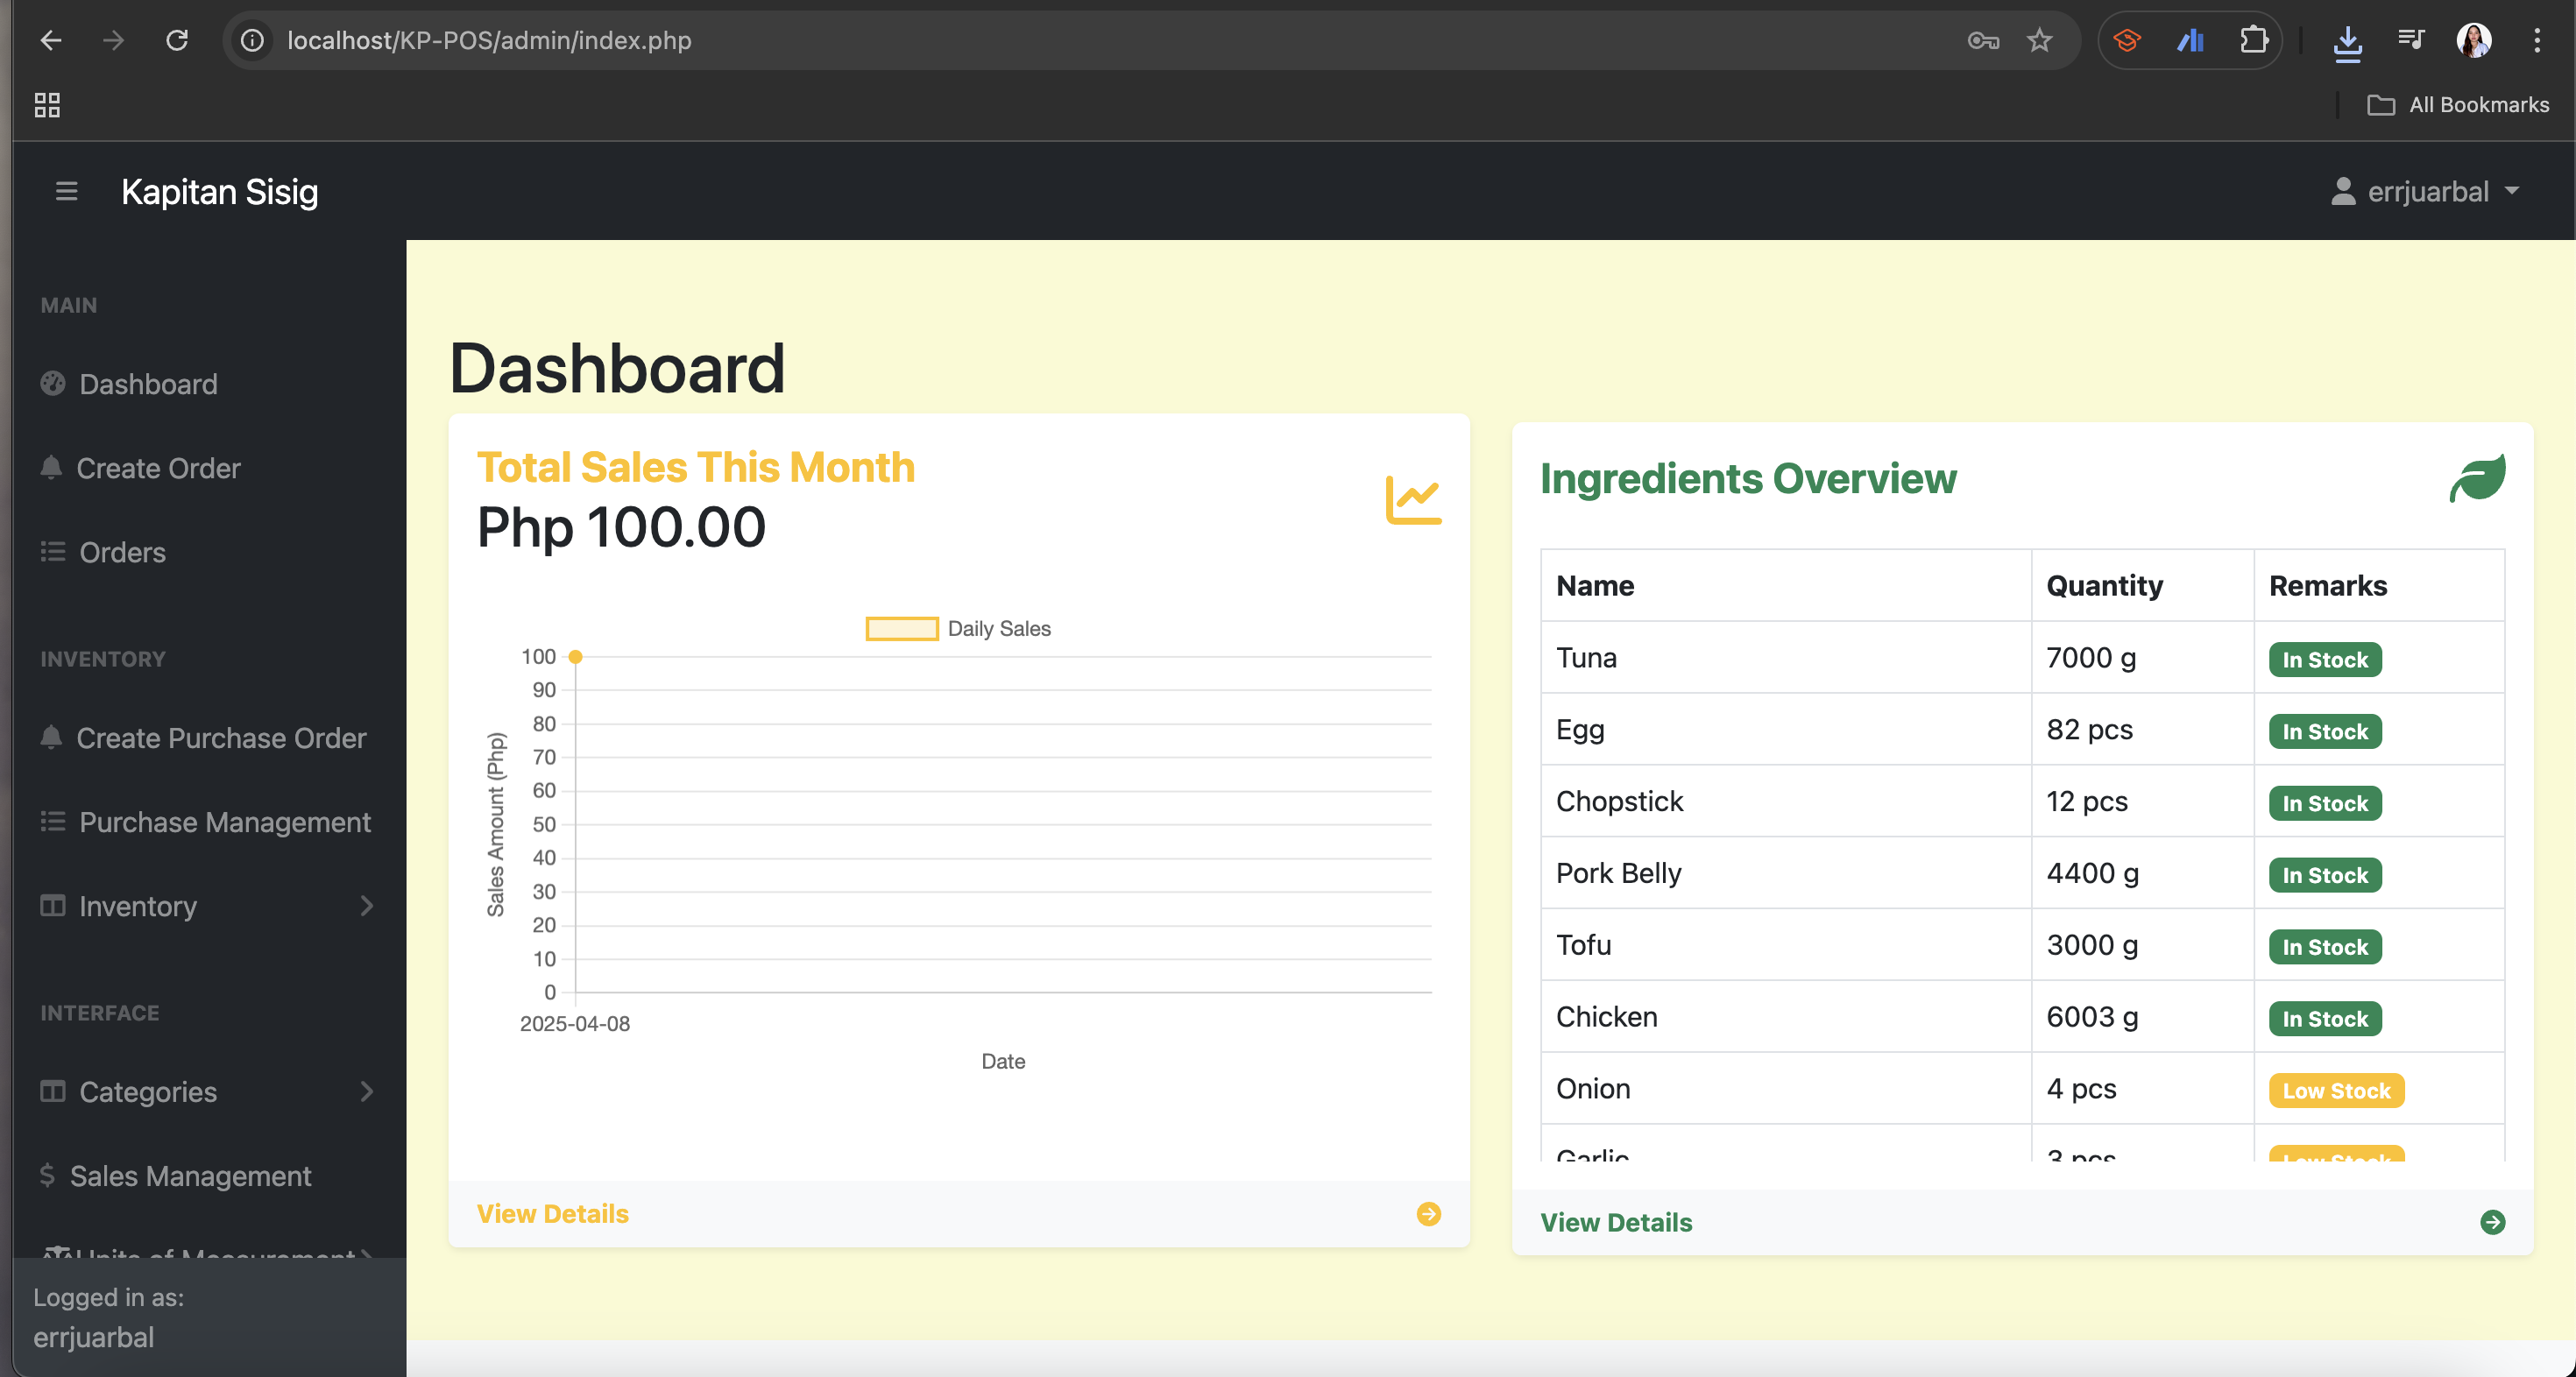 localhost/KP-POS/admin/index.php
All Bookmarks
Kapitan Sisig
errjuarbal
MAIN
Dashboard
Create Order
Orders
INVENTORY
Create Purchase Order
Purchase Management
Inventory
INTERFACE
Categories
Sales Management
Units of Measurement
Logged in as:
errjuarbal
Dashboard
Total Sales This Month
Php 100.00
Daily Sales
100
90
80
70
60
50
40
30
20
10
0
Sales Amount (Php)
2025-04-08
Date
View Details
Ingredients Overview
Name Quantity Remarks
Tuna 7000 g In Stock
Egg 82 pcs In Stock
Chopstick 12 pcs In Stock
Pork Belly 4400 g In Stock
Tofu 3000 g In Stock
Chicken 6003 g In Stock
Onion 4 pcs Low Stock
Garlic 3 pcs Low Stock
View Details